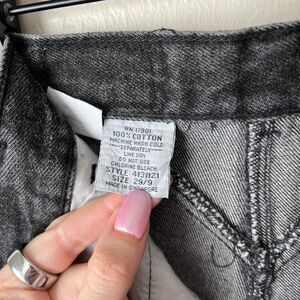 RN 17901
100% COTTON
MACHINE WASH COLD
SEPARATELY
LINE DRY
DO NOT USE
CHLORINE BLEACH
STYLE 413M21
SIZE 29/9
MADE IN SINGAPORE